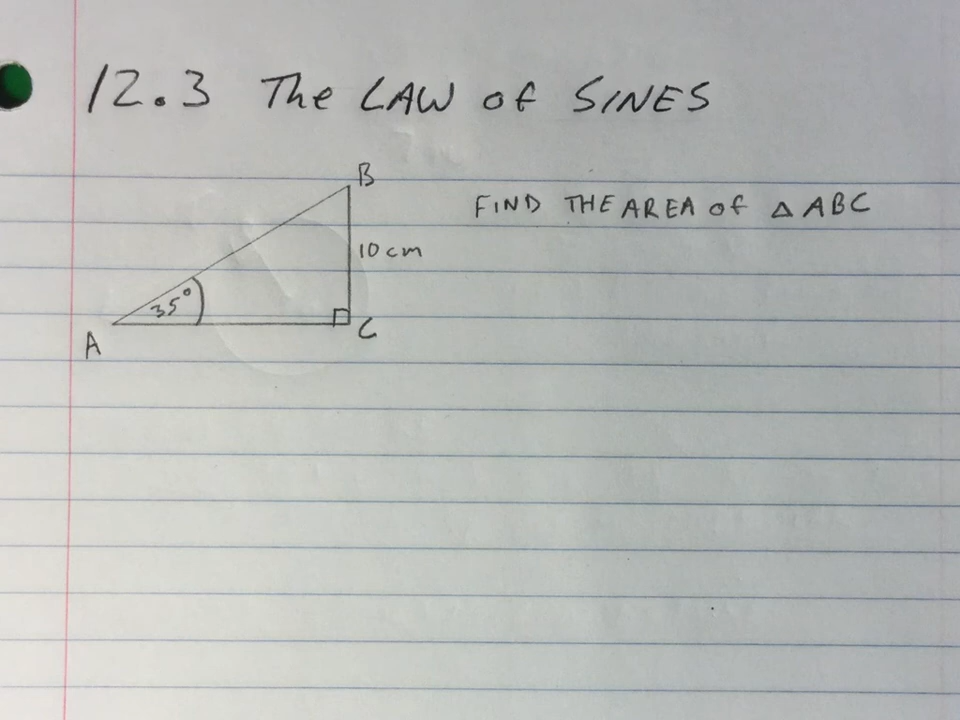 12.3 The LAW of SINES
B
FIND THE AREA of △ ABC
10 cm
35°
A
C